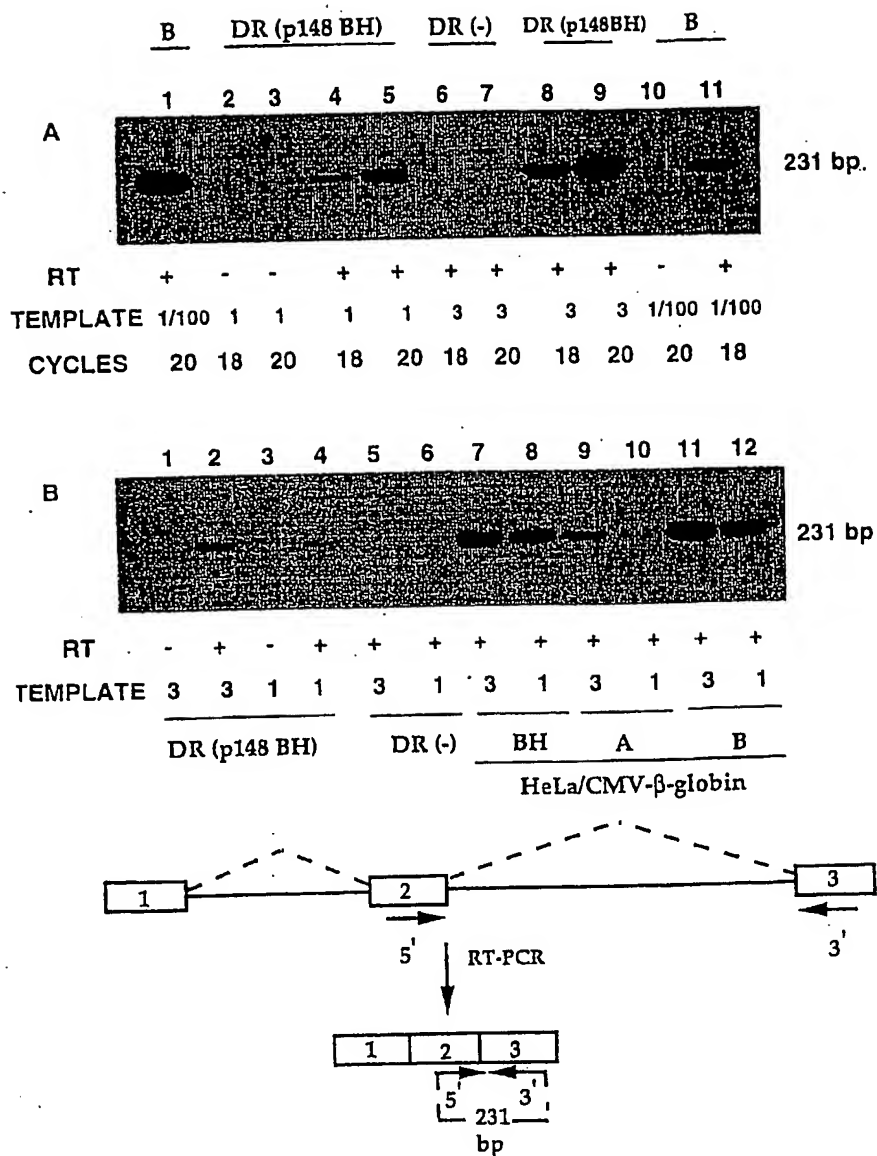 B DR (p148 BH) DR (-) DR (p148BH) B
1 2 3 4 5 6 7 8 9 10 11
A
231 bp..
RT + - - + + + + + + - +
TEMPLATE 1/100 1 1 1 1 3 3 3 3 1/100 1/100
CYCLES 20 18 20 18 20 18 20 18 20 20 18
1 2 3 4 5 6 7 8 9 10 11 12
B
231 bp
RT - + - + + + + + + + + +
TEMPLATE 3 3 1 1 3 1 3 1 3 1 3 1
DR (p148 BH) DR (-) BH A B
HeLa/CMV-β-globin
1 2 3
5' 3'
RT-PCR
1 2 3
5' 3'
231
bp